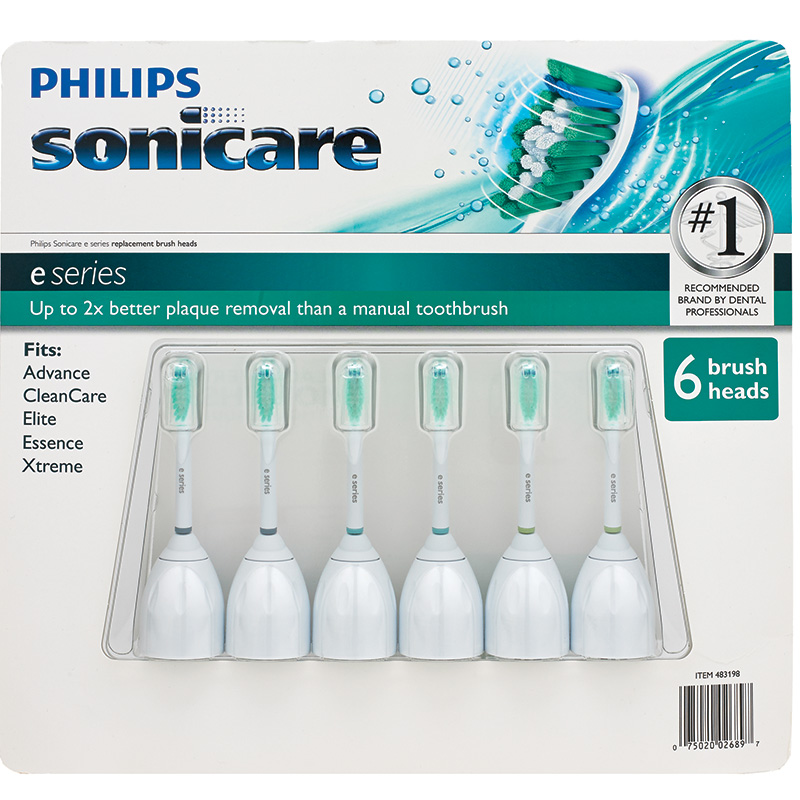 PHILIPS
sonicare
Philips Sonicare e series replacement brush heads
e series
Up to 2x better plaque removal than a manual toothbrush
#1
RECOMMENDED
BRAND BY DENTAL
PROFESSIONALS
Fits:
Advance
CleanCare
Elite
Essence
Xtreme
6 brush
heads
e series
e series
e series
e series
e series
e series
ITEM 483198
0 75020 02689 7